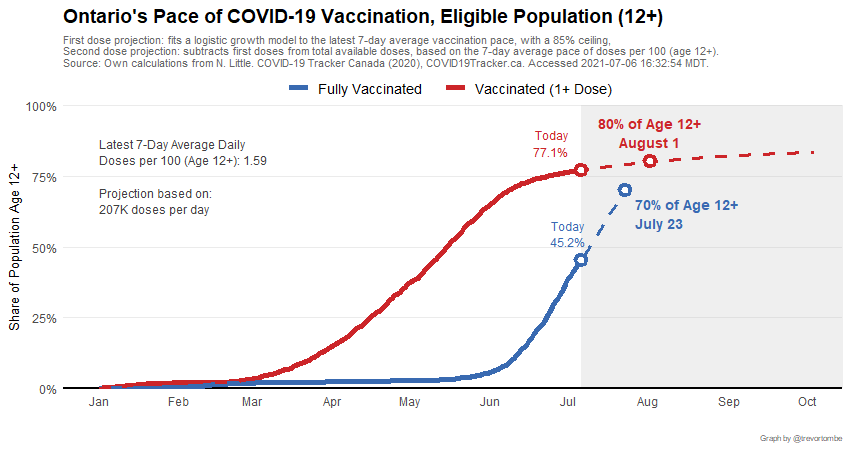 Ontario's Pace of COVID-19 Vaccination, Eligible Population (12+)
First dose projection: fits a logistic growth model to the latest 7-day average vaccination pace, with a 85% ceiling,
Second dose projection: subtracts first doses from total available doses, based on the 7-day average pace of doses per 100 (age 12+).
Source: Own calculations from N. Little. COVID-19 Tracker Canada (2020), COVID19Tracker.ca. Accessed 2021-07-06 16:32:54 MDT.
Fully Vaccinated
Vaccinated (1+ Dose)
Share of Population Age 12+
100%
75%
50%
25%
0%
Latest 7-Day Average Daily
Doses per 100 (Age 12+): 1.59
Projection based on:
207K doses per day
Today
77.1%
80% of Age 12+
August 1
70% of Age 12+
July 23
Today
45.2%
Jan
Feb
Mar
Apr
May
Jun
Jul
Aug
Sep
Oct
Graph by @trevortombe